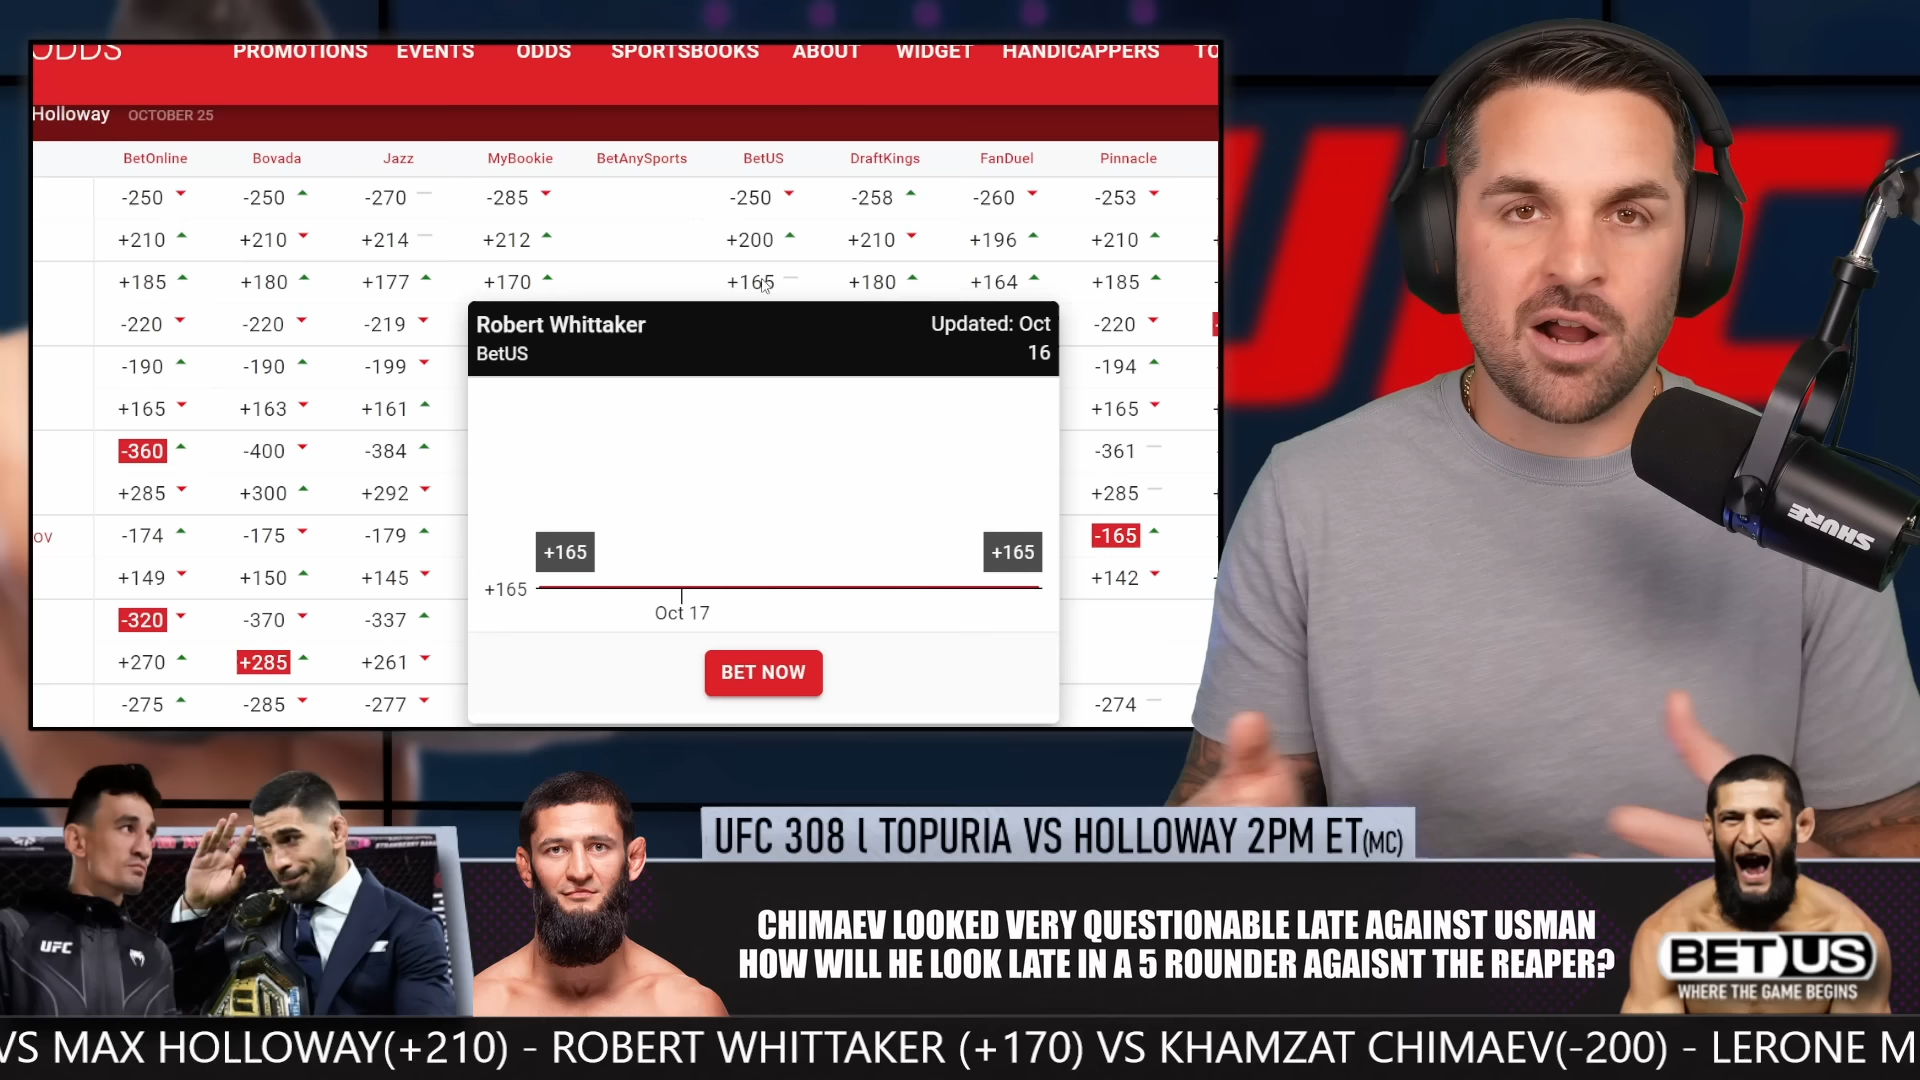 ODDS PROMOTIONS EVENTS ODDS SPORTSBOOKS ABOUT WIDGET HANDICAPPERS TO
Holloway OCTOBER 25
BetOnline Bovada Jazz MyBookie BetAnySports BetUS DraftKings FanDuel Pinnacle
-250 -250 -270 -285 -250 -258 -260 -253
+210 +210 +214 +212 +200 +210 +196 +210
+185 +180 +177 +170 +165 +180 +164 +185
-220 -220 -219 -220
-190 -190 -199 -194
+165 +163 +161 +165
-360 -400 -384 -361
+285 +300 +292 +285
OV -174 -175 -179 -165
+149 +150 +145 +142
-320 -370 -337
+270 +285 +261
-275 -285 -277 -274
Robert Whittaker Updated: Oct
BetUS 16
+165 +165
+165
Oct 17
BET NOW
SHURE
UFC
UFC
UFC 308 l TOPURIA VS HOLLOWAY 2PM ET(MC)
CHIMAEV LOOKED VERY QUESTIONABLE LATE AGAINST USMAN
HOW WILL HE LOOK LATE IN A 5 ROUNDER AGAISNT THE REAPER?
BETUS
WHERE THE GAME BEGINS
VS MAX HOLLOWAY(+210) - ROBERT WHITTAKER (+170) VS KHAMZAT CHIMAEV(-200) - LERONE M